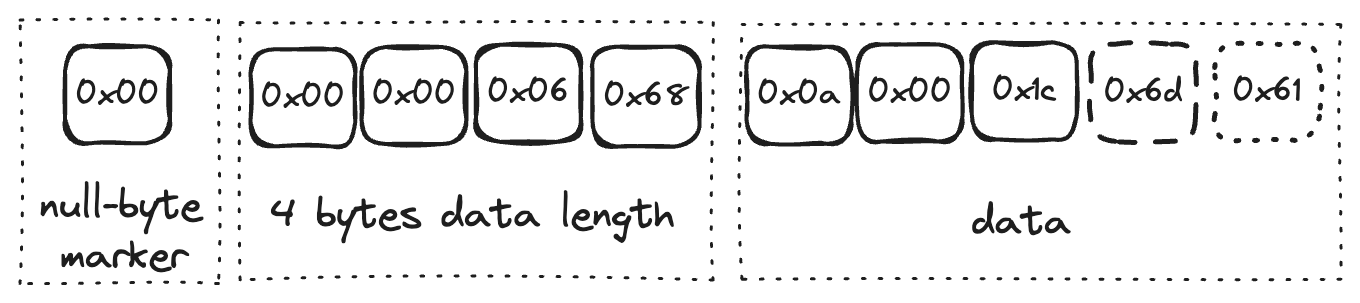 0x00 0x00 0x00 0x06 0x68 0x0a 0x00 0x1c 0x6d 0x61
null-byte
marker
4 bytes data length
data